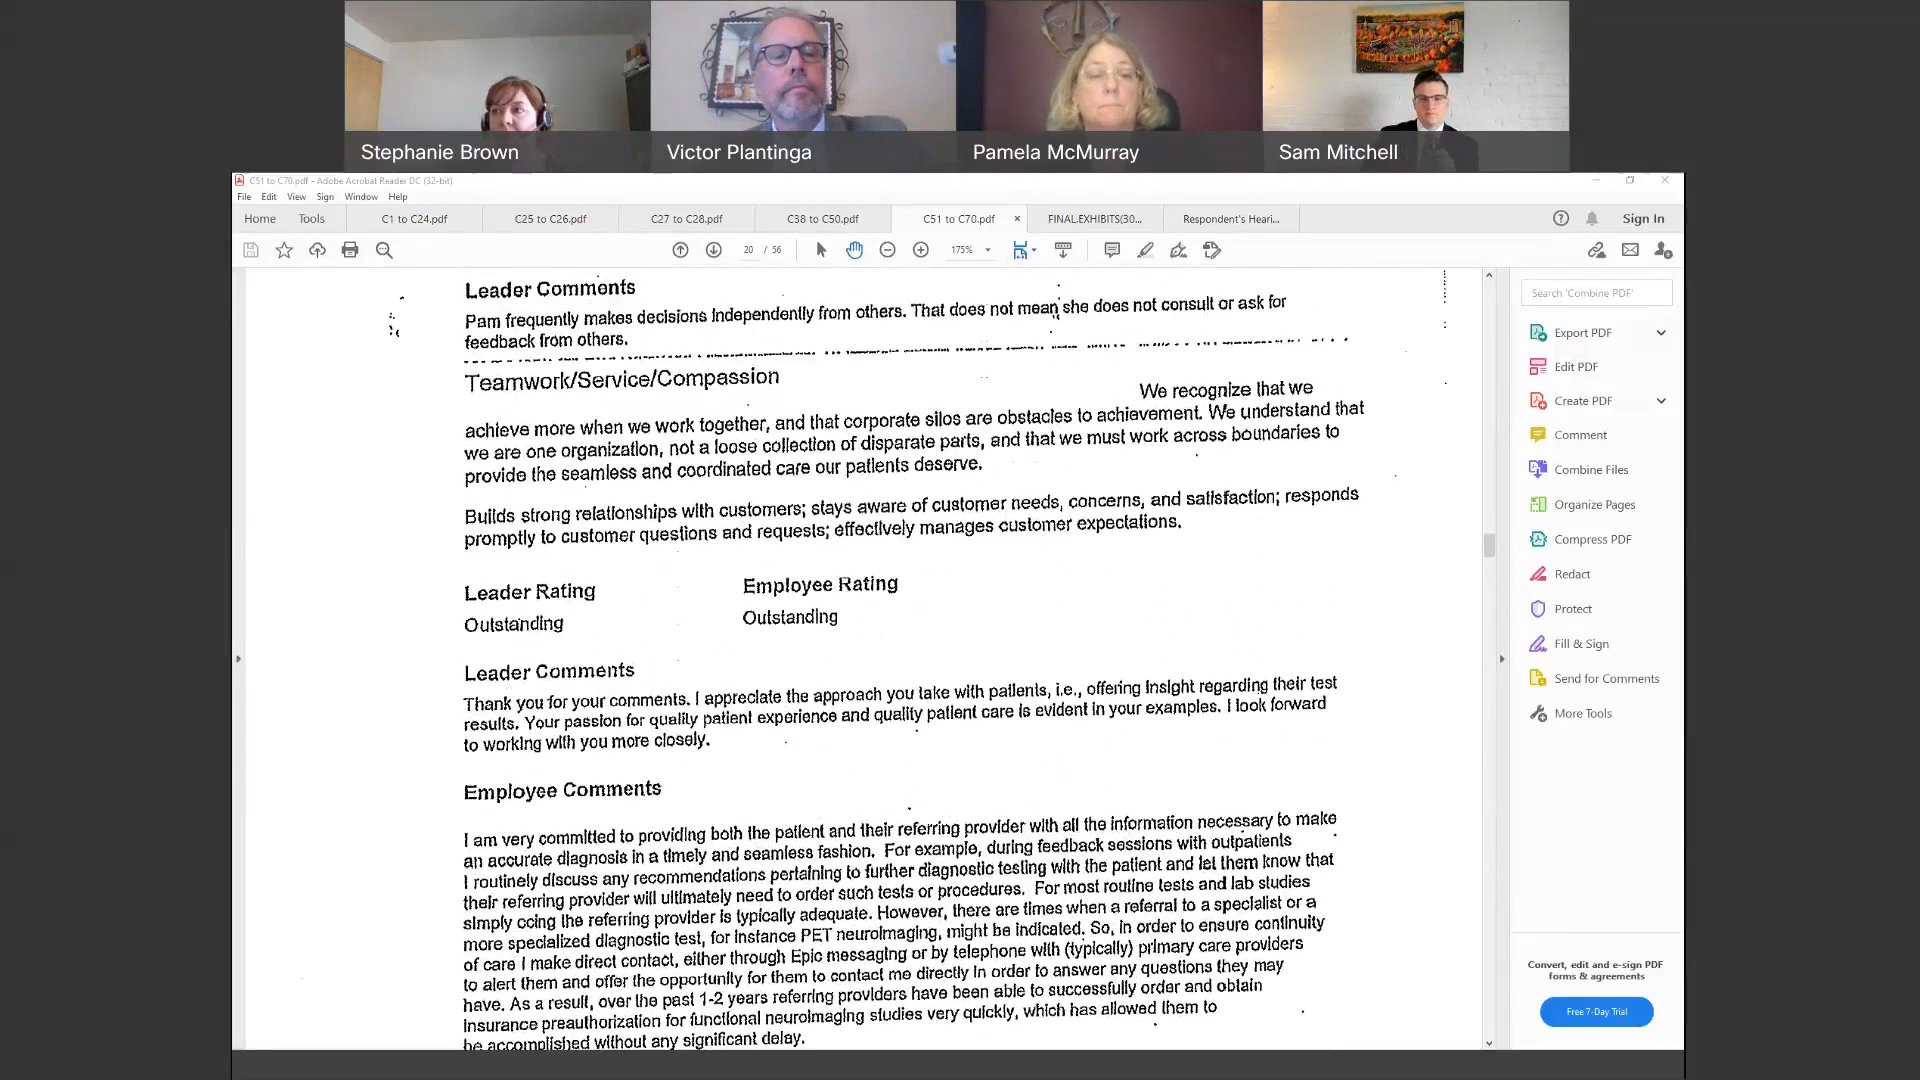 Stephanie Brown
Victor Plantinga
Pamela McMurray
Sam Mitchell
C51 to C70.pdf - Adobe Acrobat Reader DC (32-bit)
File Edit View Sign Window Help
Home Tools C1 to C24.pdf C25 to C26.pdf C27 to C28.pdf C38 to C50.pdf C51 to C70.pdf × FINAL.EXHIBITS(30... Respondent's Heari... Sign In
20 / 56 175%
Leader Comments
Pam frequently makes decisions independently from others. That does not mean she does not consult or ask for
feedback from others.
Teamwork/Service/Compassion
We recognize that we
achieve more when we work together, and that corporate silos are obstacles to achievement. We understand that
we are one organization, not a loose collection of disparate parts, and that we must work across boundaries to
provide the seamless and coordinated care our patients deserve.
Builds strong relationships with customers; stays aware of customer needs, concerns, and satisfaction; responds
promptly to customer questions and requests; effectively manages customer expectations.
Leader Rating Employee Rating
Outstanding Outstanding
Leader Comments
Thank you for your comments. I appreciate the approach you take with patients, i.e., offering insight regarding their test
results. Your passion for quality patient experience and quality patient care is evident in your examples. I look forward
to working with you more closely.
Employee Comments
I am very committed to providing both the patient and their referring provider with all the information necessary to make
an accurate diagnosis in a timely and seamless fashion. For example, during feedback sessions with outpatients
I routinely discuss any recommendations pertaining to further diagnostic testing with the patient and let them know that
their referring provider will ultimately need to order such tests or procedures. For most routine tests and lab studies
simply ccing the referring provider is typically adequate. However, there are times when a referral to a specialist or a
more specialized diagnostic test, for instance PET neuroimaging, might be indicated. So, in order to ensure continuity
of care I make direct contact, either through Epic messaging or by telephone with (typically) primary care providers
to alert them and offer the opportunity for them to contact me directly in order to answer any questions they may
have. As a result, over the past 1-2 years referring providers have been able to successfully order and obtain
insurance preauthorization for functional neuroimaging studies very quickly, which has allowed them to
be accomplished without any significant delay.
Search 'Combine PDF'
Export PDF
Edit PDF
Create PDF
Comment
Combine Files
Organize Pages
Compress PDF
Redact
Protect
Fill & Sign
Send for Comments
More Tools
Convert, edit and e-sign PDF
forms & agreements
Free 7-Day Trial